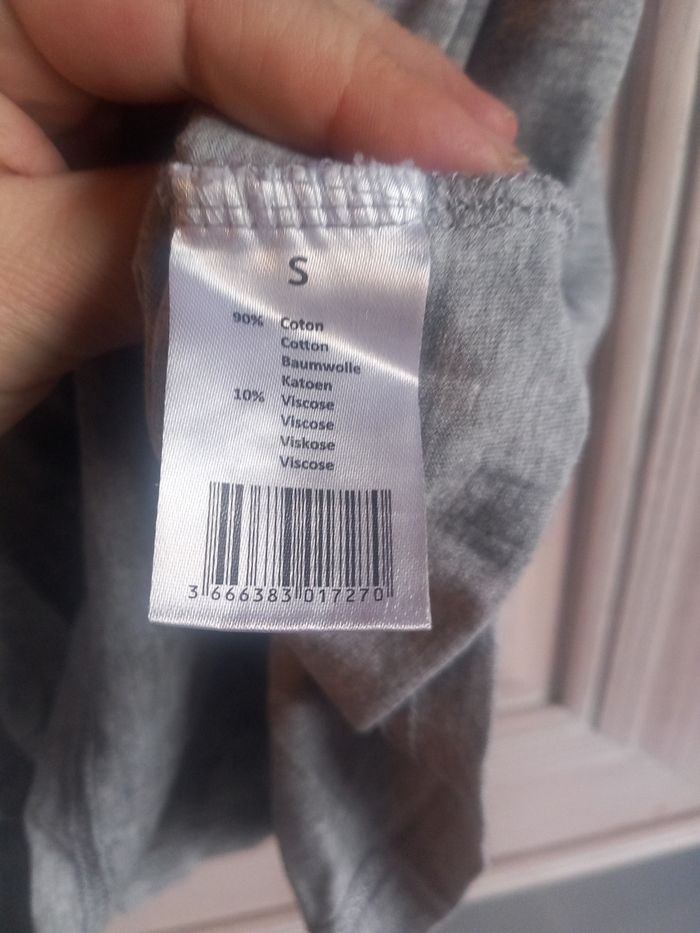 S
90% Coton
Cotton
Baumwolle
Katoen
10% Viscose
Viscose
Viskose
Viscose
3 666383 017270